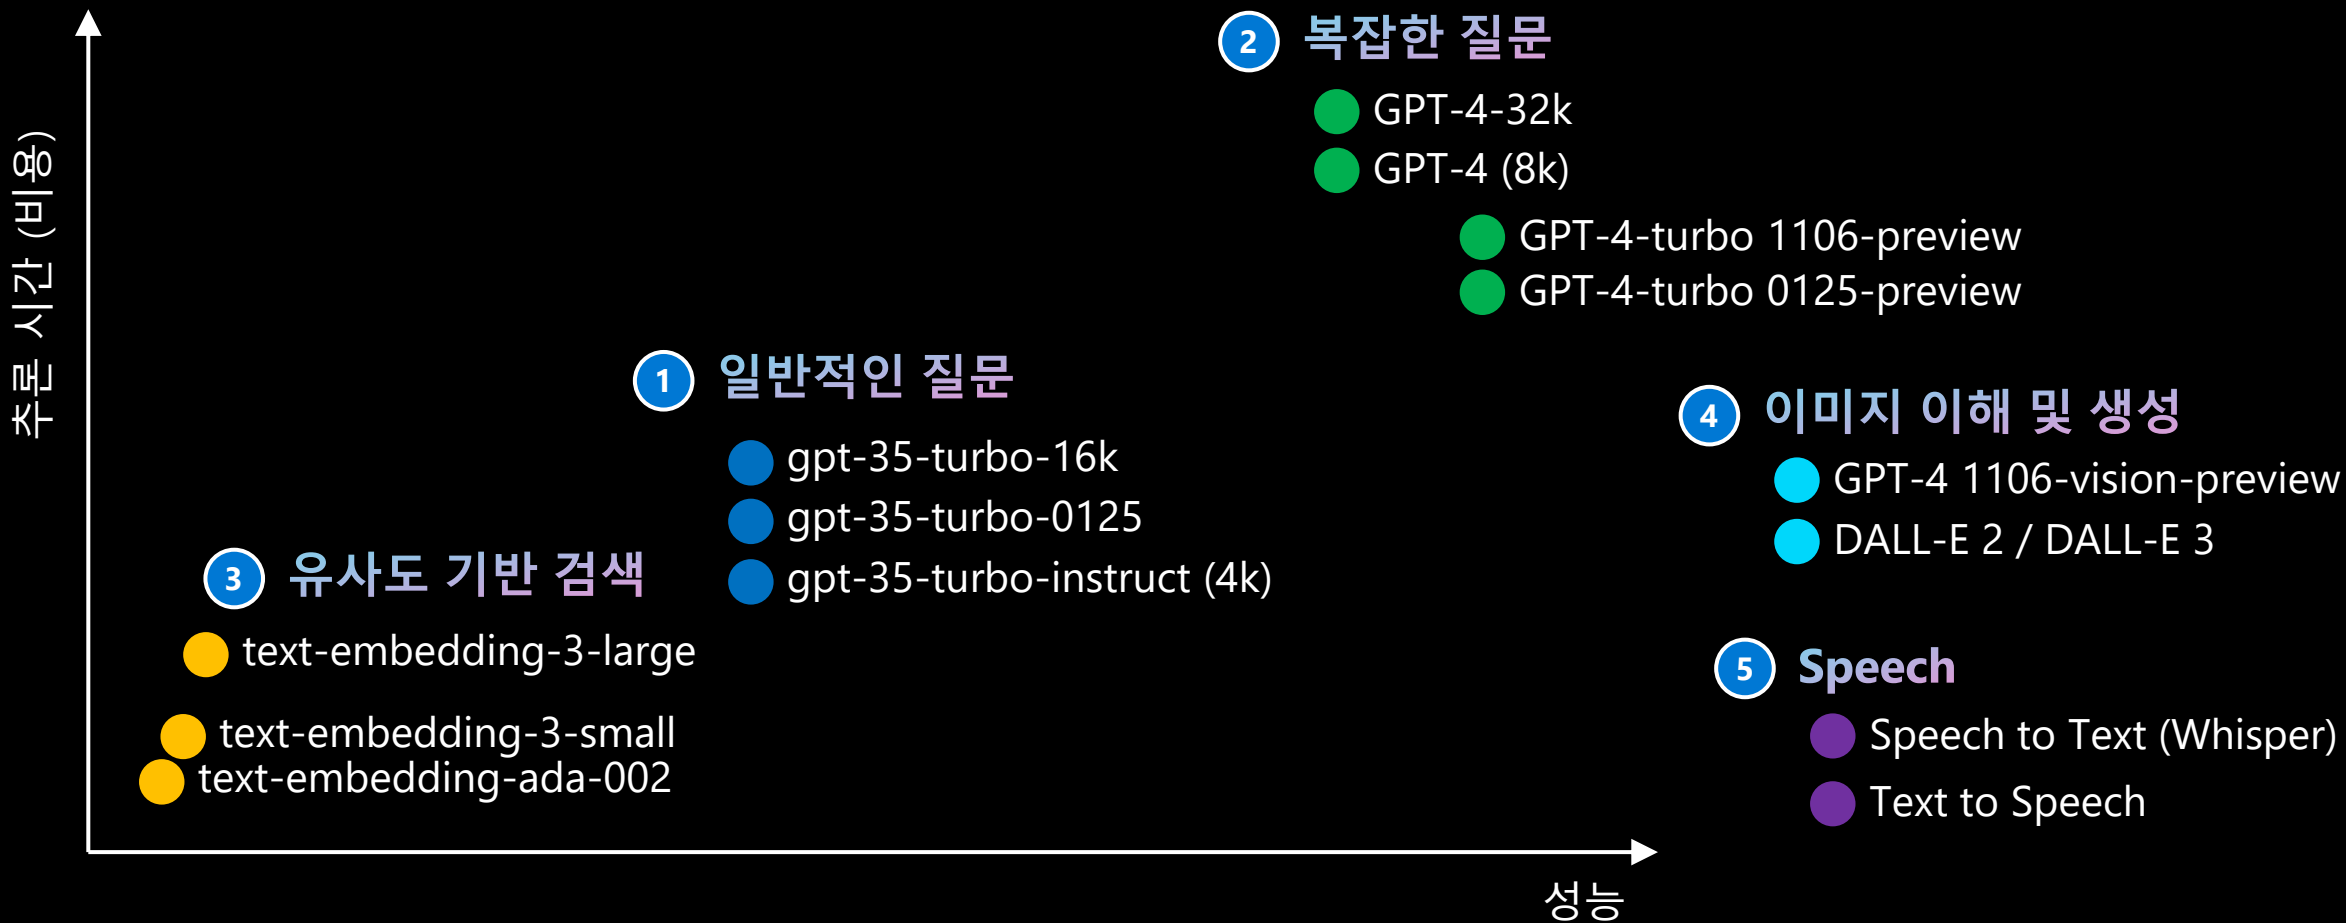 추론 시간 (비용)
2 복잡한 질문
GPT-4-32k
GPT-4 (8k)
GPT-4-turbo 1106-preview
GPT-4-turbo 0125-preview
1 일반적인 질문
gpt-35-turbo-16k
gpt-35-turbo-0125
gpt-35-turbo-instruct (4k)
4 이미지 이해 및 생성
GPT-4 1106-vision-preview
DALL-E 2 / DALL-E 3
3 유사도 기반 검색
text-embedding-3-large
text-embedding-3-small
text-embedding-ada-002
5 Speech
Speech to Text (Whisper)
Text to Speech
성능